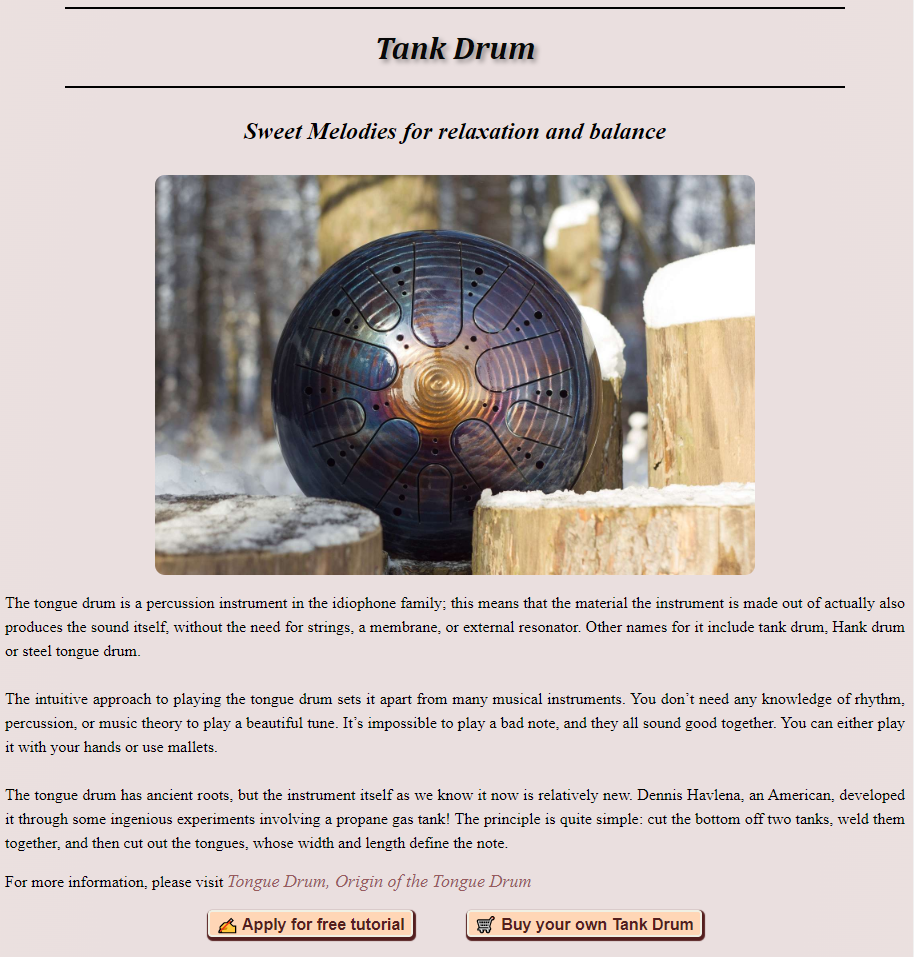 Tank Drum
Sweet Melodies for relaxation and balance
The tongue drum is a percussion instrument in the idiophone family; this means that the material the instrument is made out of actually also
produces the sound itself, without the need for strings, a membrane, or external resonator. Other names for it include tank drum, Hank drum
or steel tongue drum.
The intuitive approach to playing the tongue drum sets it apart from many musical instruments. You don’t need any knowledge of rhythm,
percussion, or music theory to play a beautiful tune. It’s impossible to play a bad note, and they all sound good together. You can either play
it with your hands or use mallets.
The tongue drum has ancient roots, but the instrument itself as we know it now is relatively new. Dennis Havlena, an American, developed
it through some ingenious experiments involving a propane gas tank! The principle is quite simple: cut the bottom off two tanks, weld them
together, and then cut out the tongues, whose width and length define the note.
For more information, please visit Tongue Drum, Origin of the Tongue Drum
Apply for free tutorial
Buy your own Tank Drum